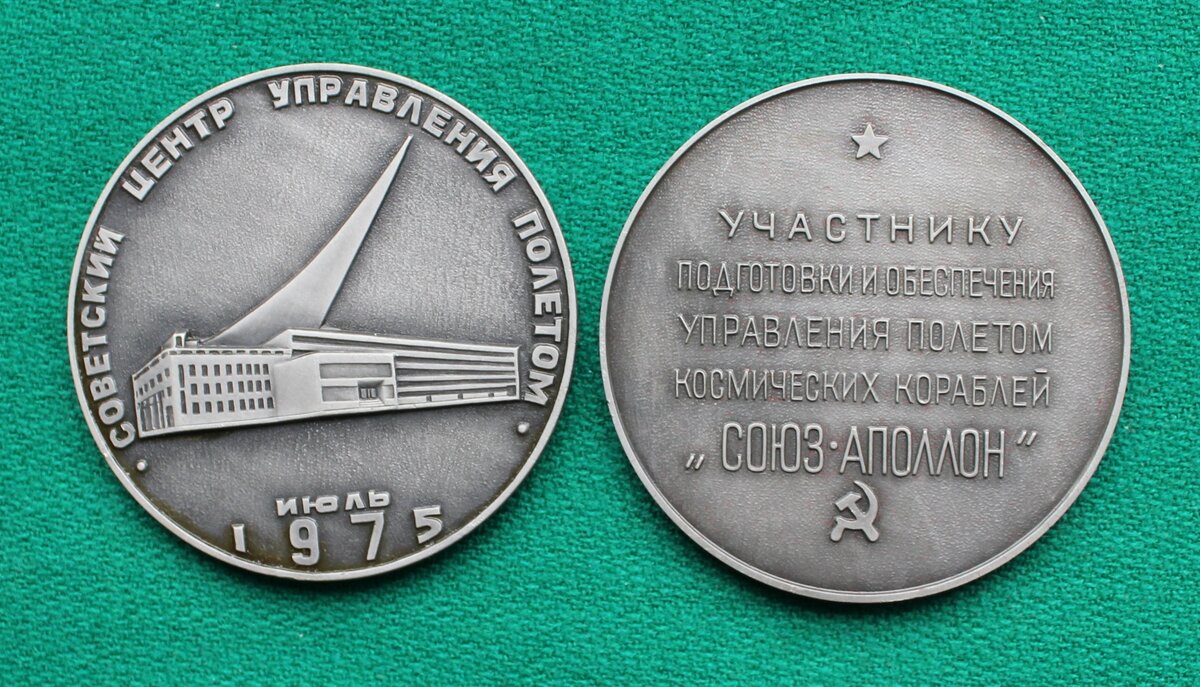 СОВЕТСКИЙ ЦЕНТР УПРАВЛЕНИЯ ПОЛЕТОМ
ИЮЛЬ
1975
УЧАСТНИКУ
ПОДГОТОВКИ И ОБЕСПЕЧЕНИЯ
УПРАВЛЕНИЯ ПОЛЕТОМ
КОСМИЧЕСКИХ КОРАБЛЕЙ
„СОЮЗ·АПОЛЛОН“